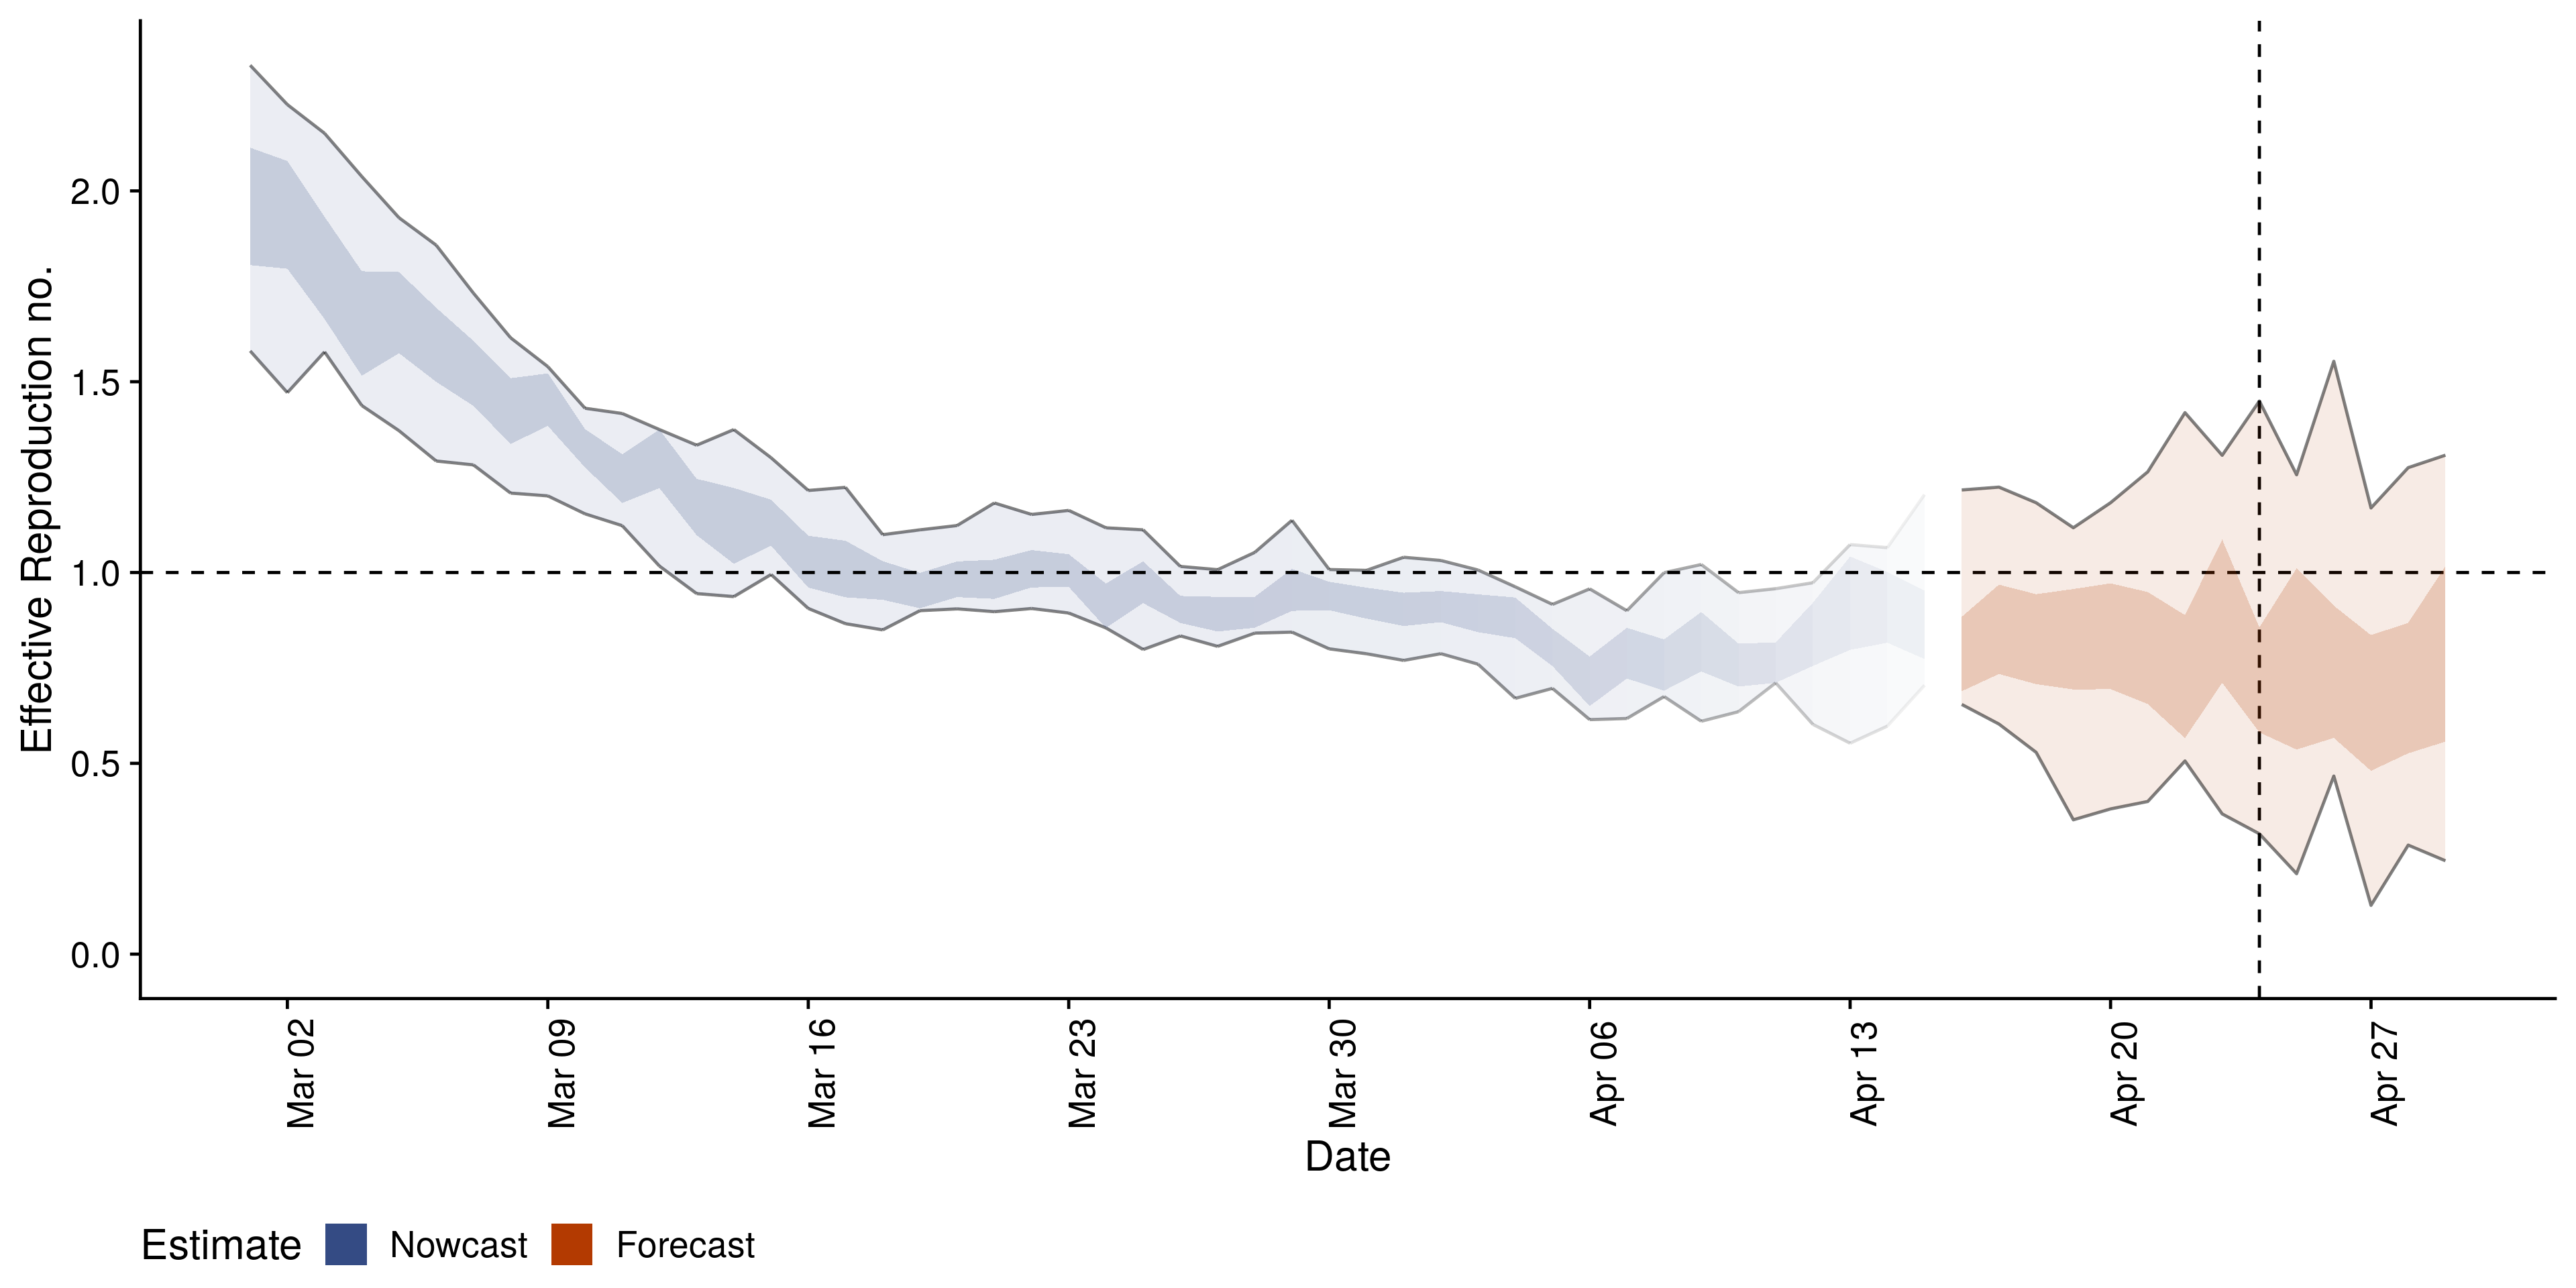 Effective Reproduction no.
2.0
1.5
1.0
0.5
0.0
Mar 02
Mar 09
Mar 16
Mar 23
Mar 30
Apr 06
Apr 13
Apr 20
Apr 27
Date
Estimate Nowcast Forecast